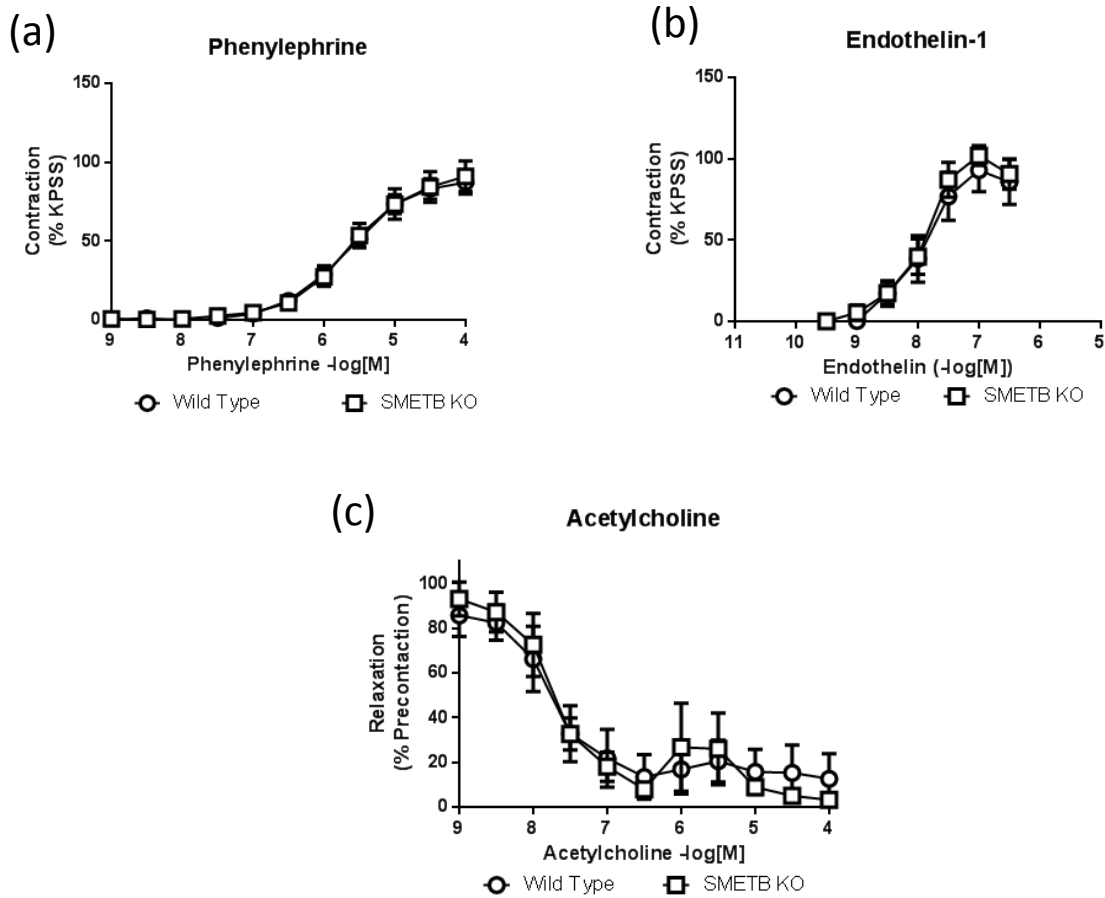 (a)
Phenylephrine
150
100
50
0
Contraction
(% KPSS)
9 8 7 6 5 4
Phenylephrine -log[M]
Wild Type SMETB KO
(b)
Endothelin-1
150
100
50
0
Contraction
(% KPSS)
11 10 9 8 7 6 5
Endothelin (-log[M])
Wild Type SMETB KO
(c)
Acetylcholine
100
80
60
40
20
0
Relaxation
(% Precontaction)
9 8 7 6 5 4
Acetylcholine -log[M]
Wild Type SMETB KO